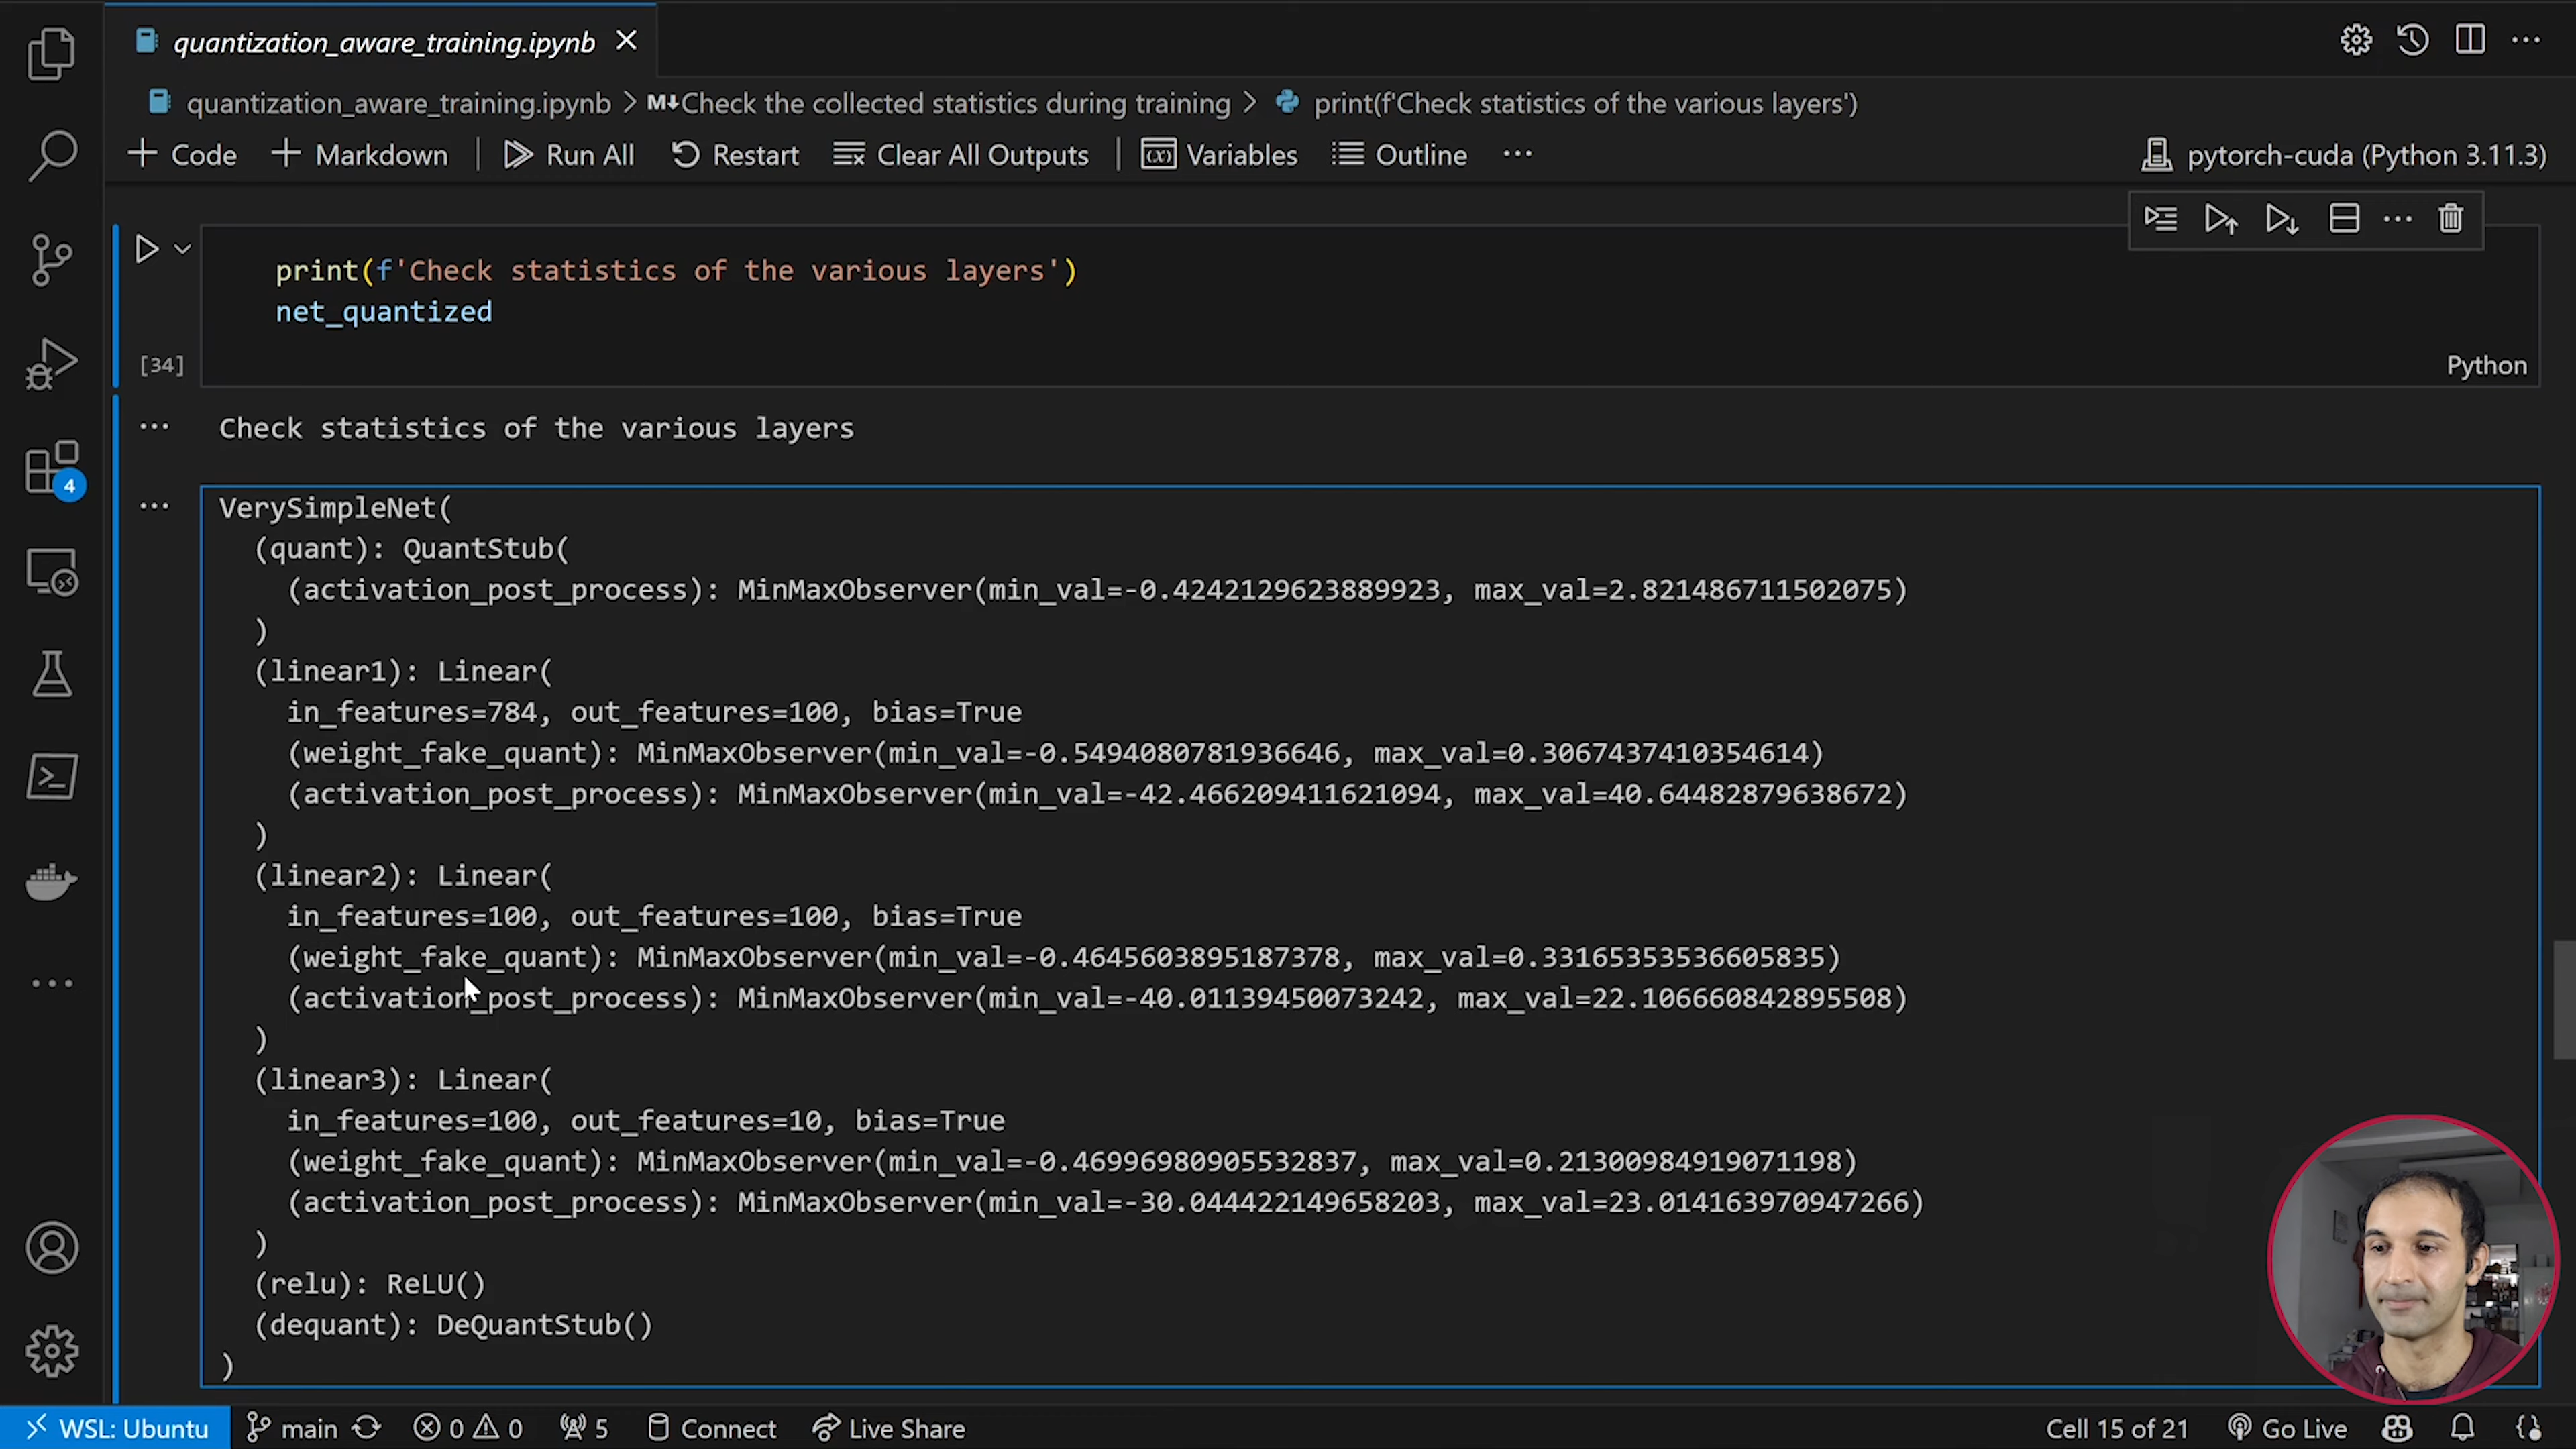 quantization_aware_training.ipynb
quantization_aware_training.ipynb > M↓Check the collected statistics during training > print(f'Check statistics of the various layers')
+ Code + Markdown | Run All Restart Clear All Outputs | Variables Outline ··· pytorch-cuda (Python 3.11.3)
print(f'Check statistics of the various layers')
net_quantized
[34] Python
Check statistics of the various layers
4
VerySimpleNet(
(quant): QuantStub(
(activation_post_process): MinMaxObserver(min_val=-0.4242129623889923, max_val=2.821486711502075)
)
(linear1): Linear(
in_features=784, out_features=100, bias=True
(weight_fake_quant): MinMaxObserver(min_val=-0.5494080781936646, max_val=0.3067437410354614)
(activation_post_process): MinMaxObserver(min_val=-42.466209411621094, max_val=40.64482879638672)
)
(linear2): Linear(
in_features=100, out_features=100, bias=True
(weight_fake_quant): MinMaxObserver(min_val=-0.4645603895187378, max_val=0.33165353536605835)
(activation_post_process): MinMaxObserver(min_val=-40.01139450073242, max_val=22.106660842895508)
)
(linear3): Linear(
in_features=100, out_features=10, bias=True
(weight_fake_quant): MinMaxObserver(min_val=-0.46996980905532837, max_val=0.21300984919071198)
(activation_post_process): MinMaxObserver(min_val=-30.044422149658203, max_val=23.014163970947266)
)
(relu): ReLU()
(dequant): DeQuantStub()
)
WSL: Ubuntu main 0 0 5 Connect Live Share Cell 15 of 21 Go Live